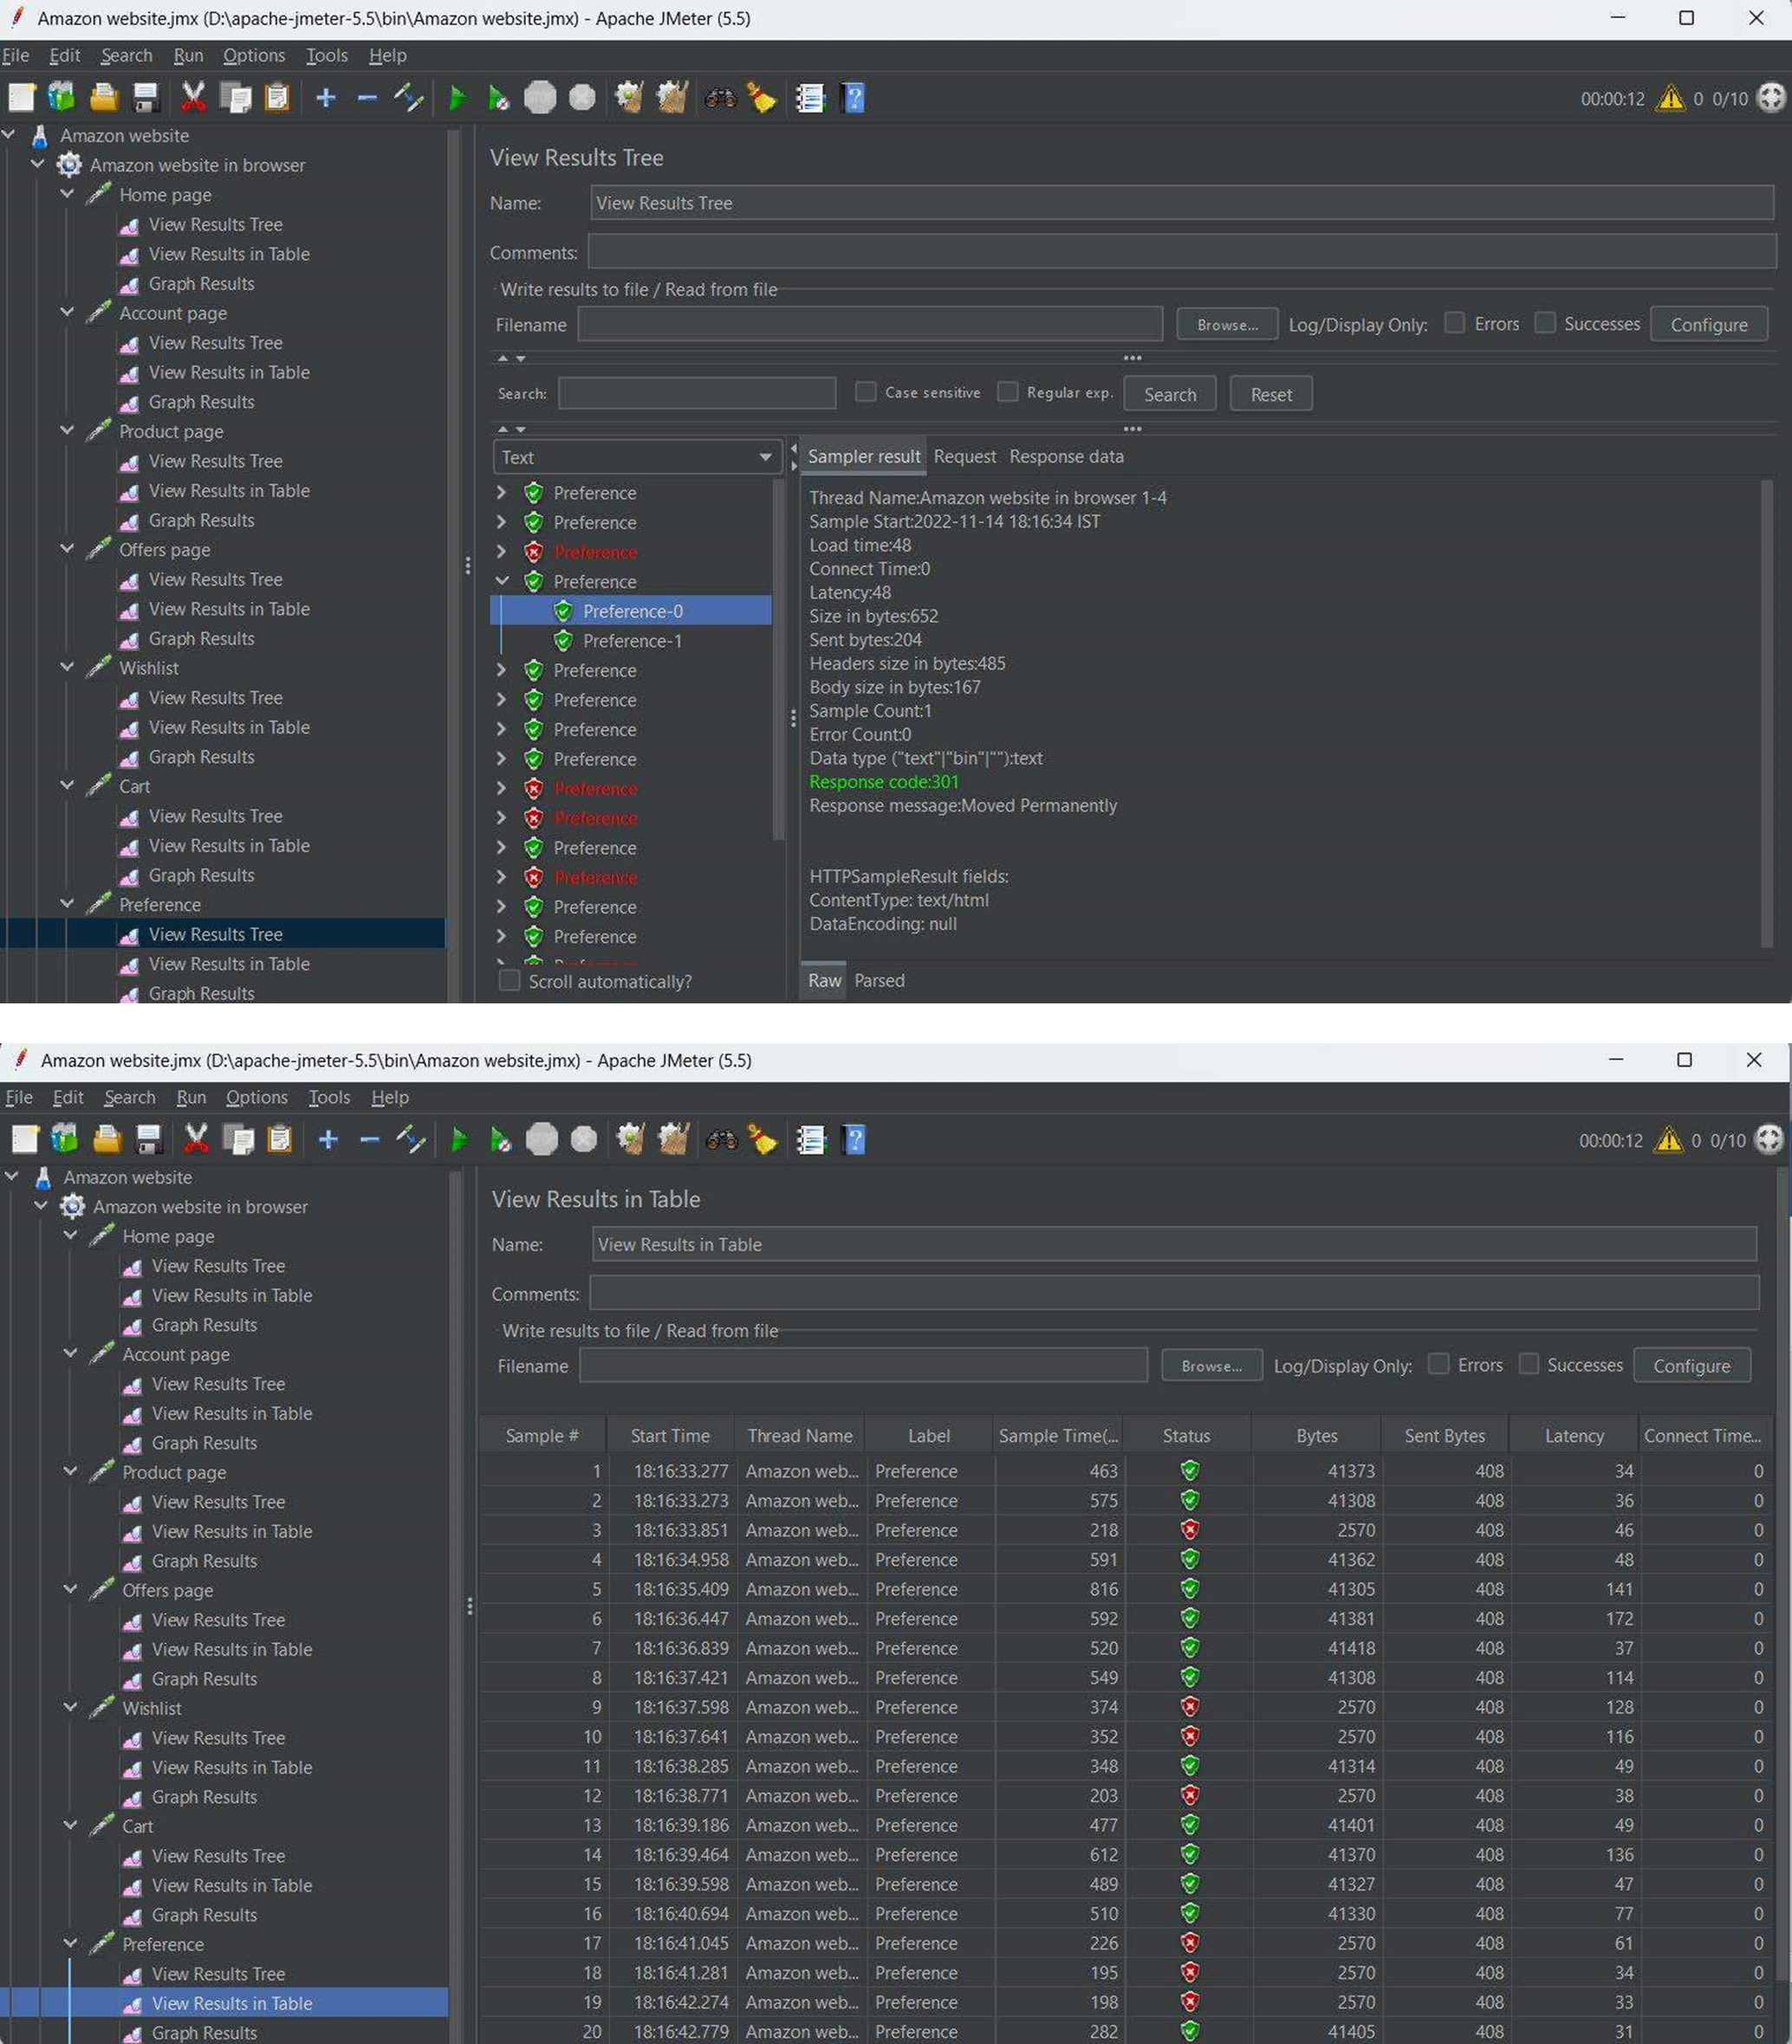 Amazon website.jmx (D:\apache-jmeter-5.5\bin\Amazon website.jmx) - Apache JMeter (5.5)
File Edit Search Run Options Tools Help
00:00:12 0 0/10
Amazon website
Amazon website in browser
Home page
View Results Tree
View Results in Table
Graph Results
Account page
View Results Tree
View Results in Table
Graph Results
Product page
View Results Tree
View Results in Table
Graph Results
Offers page
View Results Tree
View Results in Table
Graph Results
Wishlist
View Results Tree
View Results in Table
Graph Results
Cart
View Results Tree
View Results in Table
Graph Results
Preference
View Results Tree
View Results in Table
Graph Results
View Results Tree
Name: View Results Tree
Comments:
Write results to file / Read from file
Filename Browse... Log/Display Only: Errors Successes Configure
Search: Case sensitive Regular exp. Search Reset
Text
Preference
Preference
Preference
Preference
Preference-0
Preference-1
Preference
Preference
Preference
Preference
Preference
Preference
Preference
Preference
Preference
Preference
Scroll automatically?
Sampler result Request Response data
Thread Name:Amazon website in browser 1-4
Sample Start:2022-11-14 18:16:34 IST
Load time:48
Connect Time:0
Latency:48
Size in bytes:652
Sent bytes:204
Headers size in bytes:485
Body size in bytes:167
Sample Count:1
Error Count:0
Data type ("text"|"bin"|""):text
Response code:301
Response message:Moved Permanently
HTTPSampleResult fields:
ContentType: text/html
DataEncoding: null
Raw Parsed
Amazon website.jmx (D:\apache-jmeter-5.5\bin\Amazon website.jmx) - Apache JMeter (5.5)
File Edit Search Run Options Tools Help
00:00:12 0 0/10
Amazon website
Amazon website in browser
Home page
View Results Tree
View Results in Table
Graph Results
Account page
View Results Tree
View Results in Table
Graph Results
Product page
View Results Tree
View Results in Table
Graph Results
Offers page
View Results Tree
View Results in Table
Graph Results
Wishlist
View Results Tree
View Results in Table
Graph Results
Cart
View Results Tree
View Results in Table
Graph Results
Preference
View Results Tree
View Results in Table
Graph Results
View Results in Table
Name: View Results in Table
Comments:
Write results to file / Read from file
Filename Browse... Log/Display Only: Errors Successes Configure
Sample # Start Time Thread Name Label Sample Time(... Status Bytes Sent Bytes Latency Connect Time...
1 18:16:33.277 Amazon web... Preference 463 41373 408 34 0
2 18:16:33.273 Amazon web... Preference 575 41308 408 36 0
3 18:16:33.851 Amazon web... Preference 218 2570 408 46 0
4 18:16:34.958 Amazon web... Preference 591 41362 408 48 0
5 18:16:35.409 Amazon web... Preference 816 41305 408 141 0
6 18:16:36.447 Amazon web... Preference 592 41381 408 172 0
7 18:16:36.839 Amazon web... Preference 520 41418 408 37 0
8 18:16:37.421 Amazon web... Preference 549 41308 408 114 0
9 18:16:37.598 Amazon web... Preference 374 2570 408 128 0
10 18:16:37.641 Amazon web... Preference 352 2570 408 116 0
11 18:16:38.285 Amazon web... Preference 348 41314 408 49 0
12 18:16:38.771 Amazon web... Preference 203 2570 408 38 0
13 18:16:39.186 Amazon web... Preference 477 41401 408 49 0
14 18:16:39.464 Amazon web... Preference 612 41370 408 136 0
15 18:16:39.598 Amazon web... Preference 489 41327 408 47 0
16 18:16:40.694 Amazon web... Preference 510 41330 408 77 0
17 18:16:41.045 Amazon web... Preference 226 2570 408 61 0
18 18:16:41.281 Amazon web... Preference 195 2570 408 34 0
19 18:16:42.274 Amazon web... Preference 198 2570 408 33 0
20 18:16:42.779 Amazon web... Preference 282 41405 408 31 0